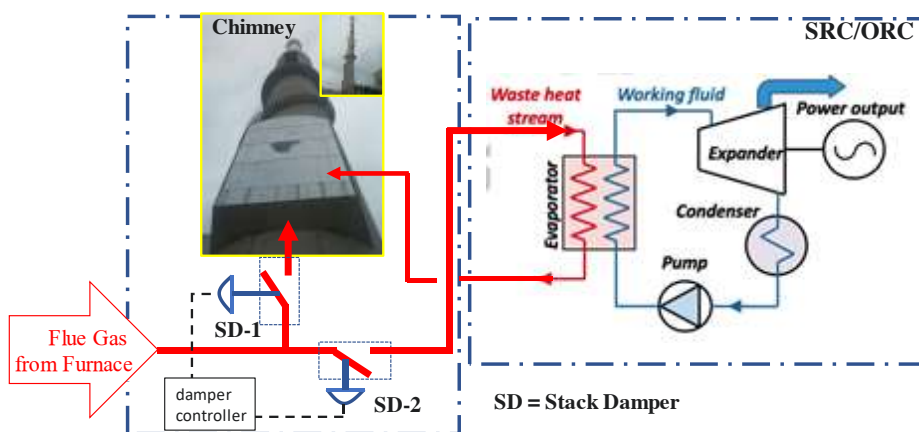 Chimney
SRC/ORC
Waste heat
stream
Working fluid
Power output
Expander
Evaporator
Condenser
Pump
SD-1
Flue Gas
from Furnace
damper
controller
SD-2
SD = Stack Damper